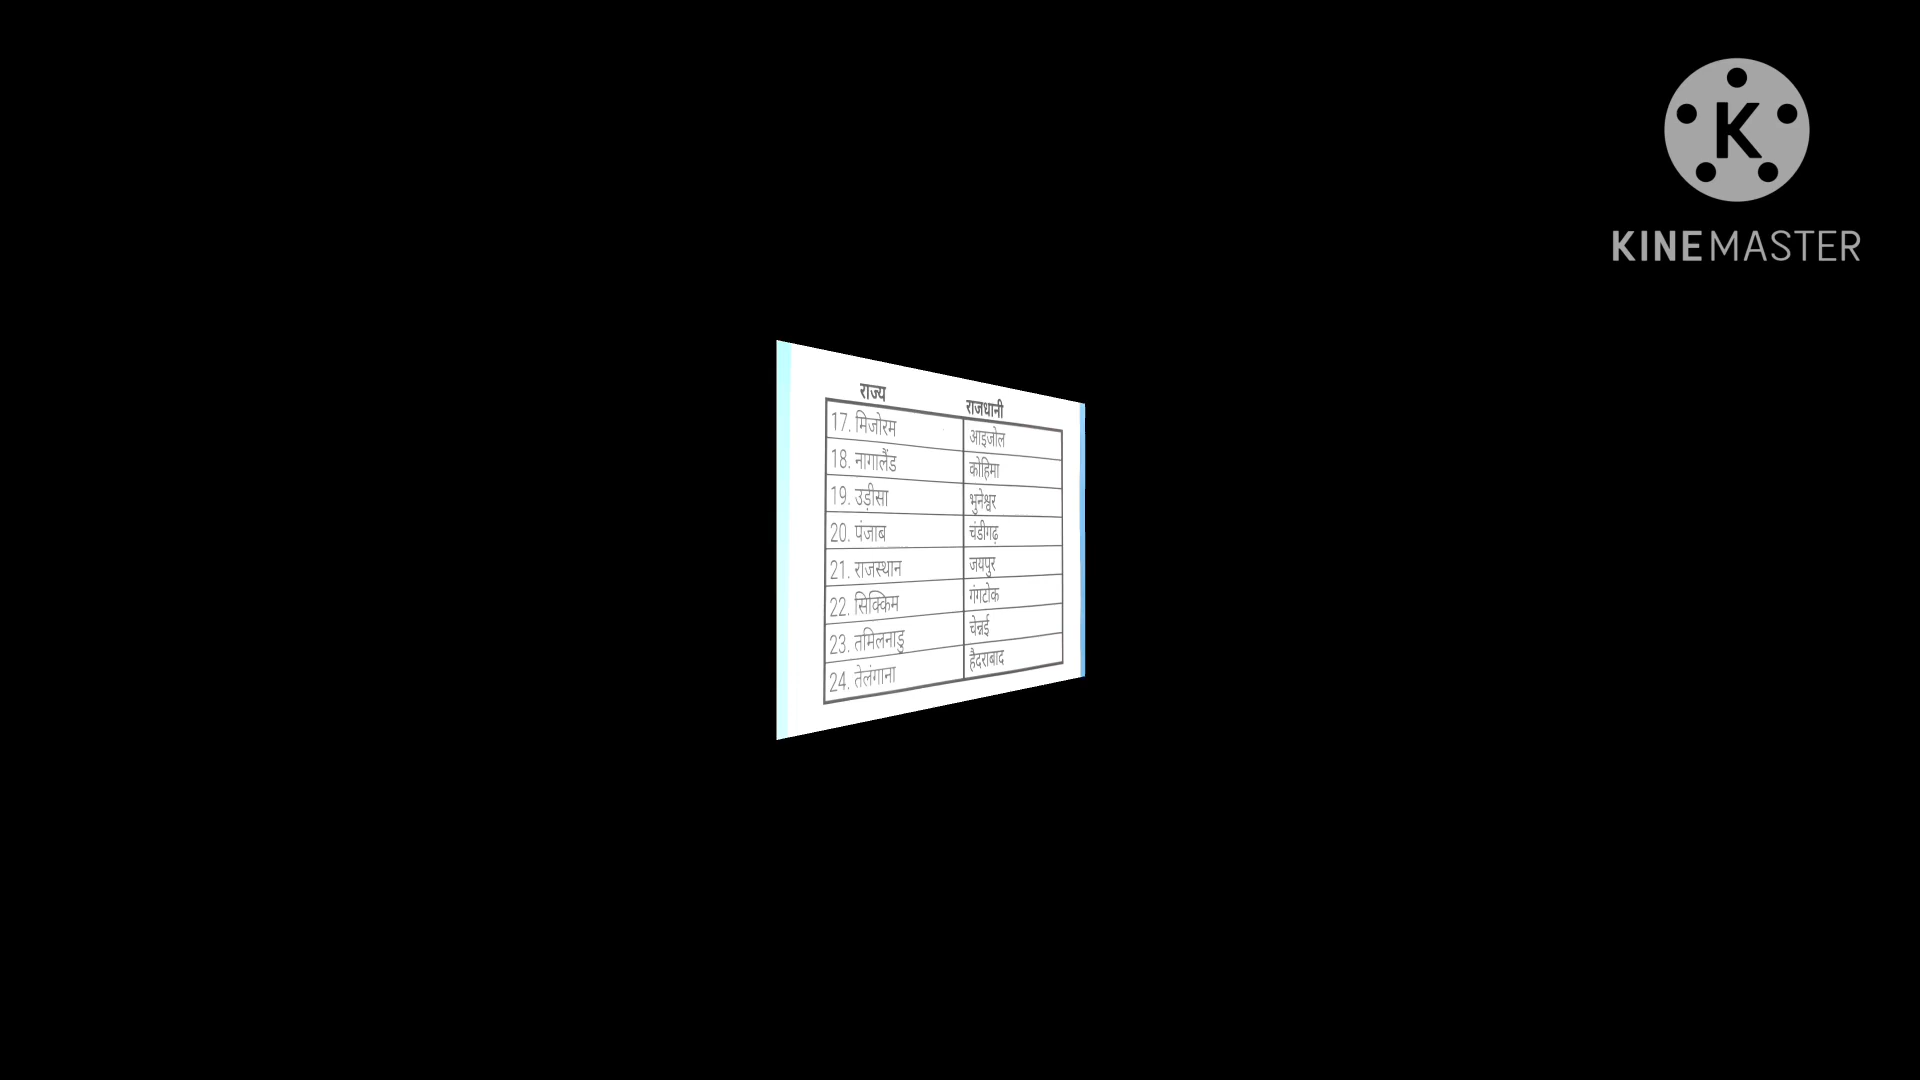 K
KINEMASTER
राज्य राजधानी
17. मिजोरम आइजोल
18. नागालैंड कोहिमा
19. उड़ीसा भुनेश्वर
20. पंजाब चंडीगढ़
21. राजस्थान जयपुर
22. सिक्किम गंगटोक
23. तमिलनाडु चेन्नई
24. तेलंगाना हैदराबाद